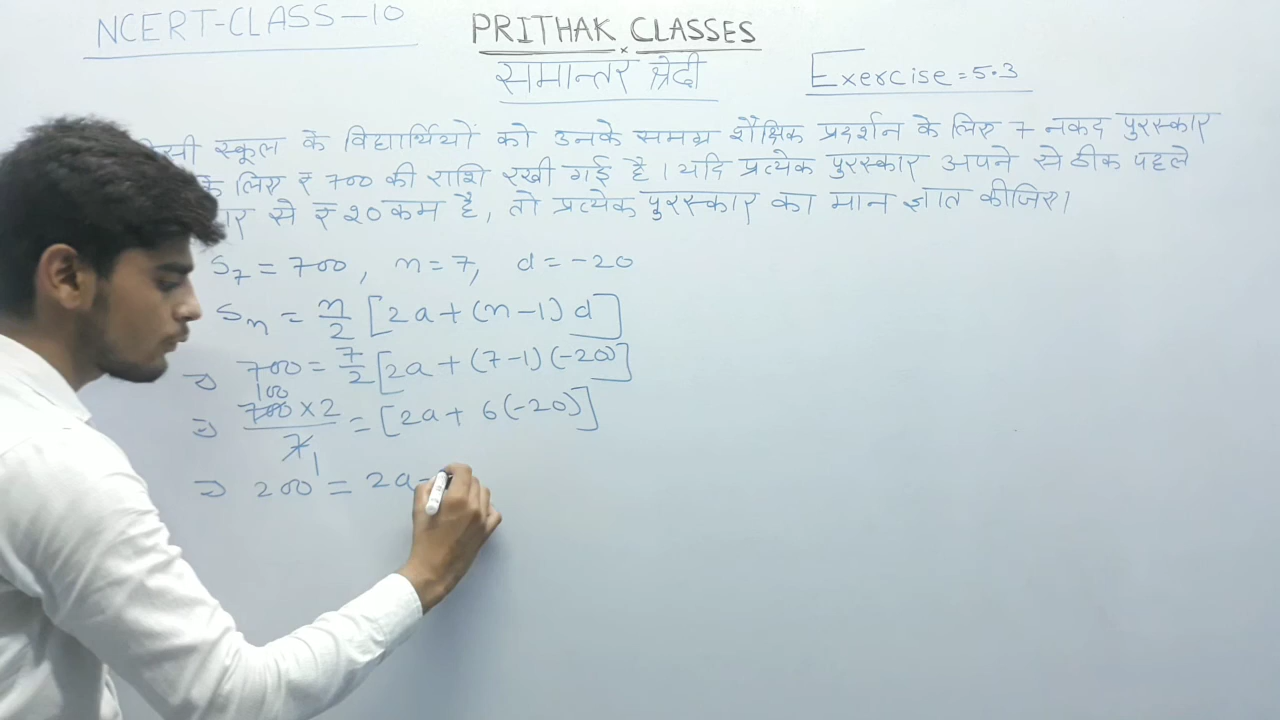 NCERT-CLASS-10
PRITHAK CLASSES
समान्तर श्रेढी
Exercise = 5.3
स्कूल के विद्यार्थियों को उनके समग्र शैक्षिक प्रदर्शन के लिए 7 नकद पुरस्कार
के लिए ₹ 700 की राशि रखी गई है। यदि प्रत्येक पुरस्कार अपने से ठीक पहले
से ₹ 20 कम है, तो प्रत्येक पुरस्कार का मान ज्ञात कीजिए।
S₇ = 700, n = 7, d = -20
Sₙ = n/2 [2a + (n-1) d]
⇒ 700 = 7/2 [2a + (7-1) (-20)]
⇒ 100 700 × 2 / 7 1 = [2a + 6(-20)]
⇒ 200 = 2a -